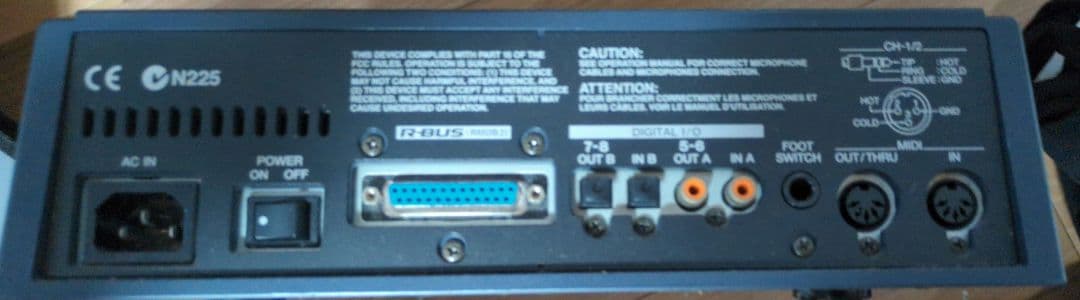 CE N225
THIS DEVICE COMPLIES WITH PART 15 OF THE
FCC RULES. OPERATION IS SUBJECT TO THE
FOLLOWING TWO CONDITIONS: (1) THIS DEVICE
MAY NOT CAUSE HARMFUL INTERFERENCE, AND
(2) THIS DEVICE MUST ACCEPT ANY INTERFERENCE
RECEIVED, INCLUDING INTERFERENCE THAT MAY
CAUSE UNDESIRED OPERATION.
CAUTION:
SEE OPERATION MANUAL FOR CORRECT MICROPHONE
CABLES AND MICROPHONES CONNECTION.
ATTENTION:
POUR BRANCHER CORRECTEMENT LES MICROPHONES ET
LEURS CABLES, VOIR LE MANUEL D'UTILISATION.
CH-1/2
TIP :HOT
RING :COLD
SLEEVE:GND
HOT
GND
COLD
1
2
3
AC IN
POWER
ON OFF
R-BUS (RMDB2)
DIGITAL I/O
7-8 5-6
OUT B IN B OUT A IN A
FOOT
SWITCH
MIDI
OUT/THRU IN